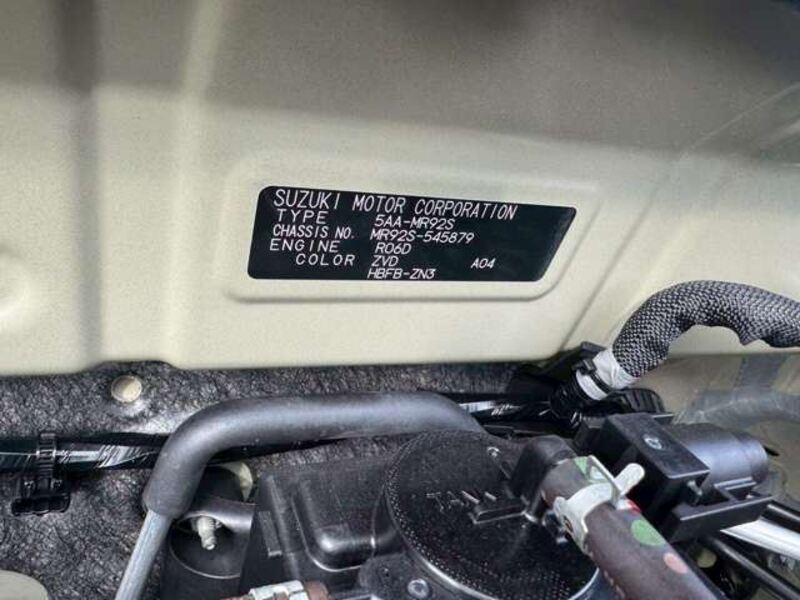 SUZUKI MOTOR CORPORATION
TYPE 5AA-MR92S
CHASSIS NO. MR92S-545879
ENGINE R06D
COLOR ZVD A04
HBFB-ZN3